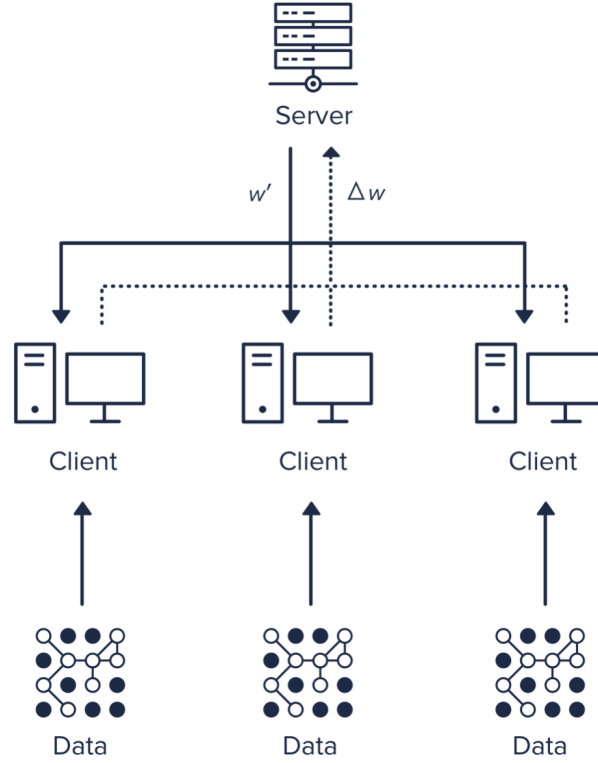 Server
w′
Δw
Client
Client
Client
Data
Data
Data